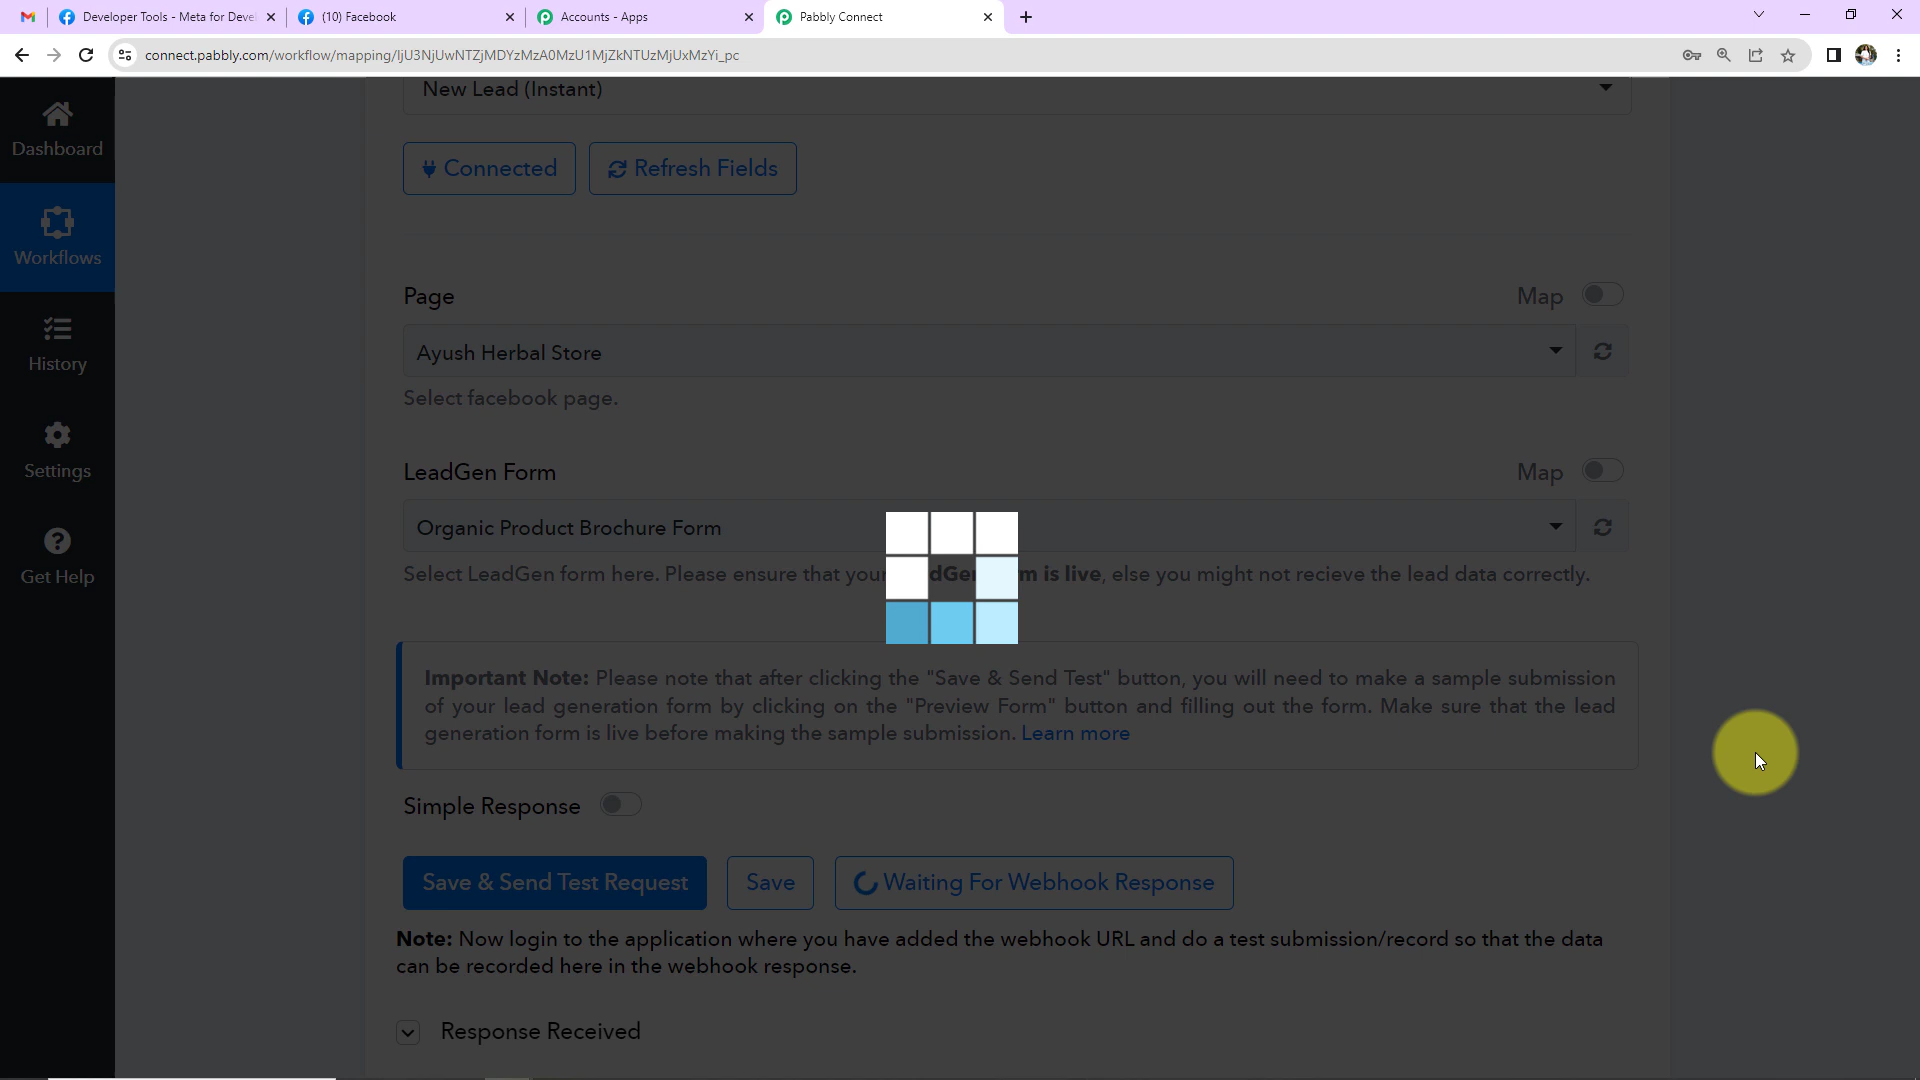 Developer Tools - Meta for Deve
(10) Facebook
Accounts - Apps
Pabbly Connect
connect.pabbly.com/workflow/mapping/IjU3NjUwNTZjMDYzMzA0MzU1MjZkNTUzMjUxMzYi_pc
New Lead (Instant)
Dashboard
Connected
Refresh Fields
Workflows
Page
Map
History
Ayush Herbal Store
Select facebook page.
Settings
LeadGen Form
Map
Organic Product Brochure Form
Get Help
Select LeadGen form here. Please ensure that your m is live, else you might not recieve the lead data correctly.
Important Note: Please note that after clicking the "Save & Send Test" button, you will need to make a sample submission
of your lead generation form by clicking on the "Preview Form" button and filling out the form. Make sure that the lead
generation form is live before making the sample submission. Learn more
Simple Response
Save & Send Test Request
Save
Waiting For Webhook Response
Note: Now login to the application where you have added the webhook URL and do a test submission/record so that the data
can be recorded here in the webhook response.
Response Received